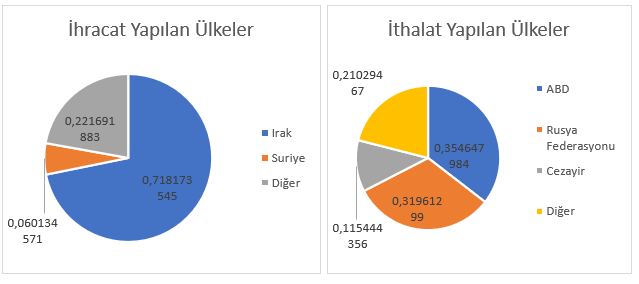 İhracat Yapılan Ülkeler
0,221691
883
0,718173
545
0,060134
571
Irak
Suriye
Diğer
İthalat Yapılan Ülkeler
0,210294
67
0,354647
984
0,319612
99
0,115444
356
ABD
Rusya
Federasyonu
Cezayir
Diğer